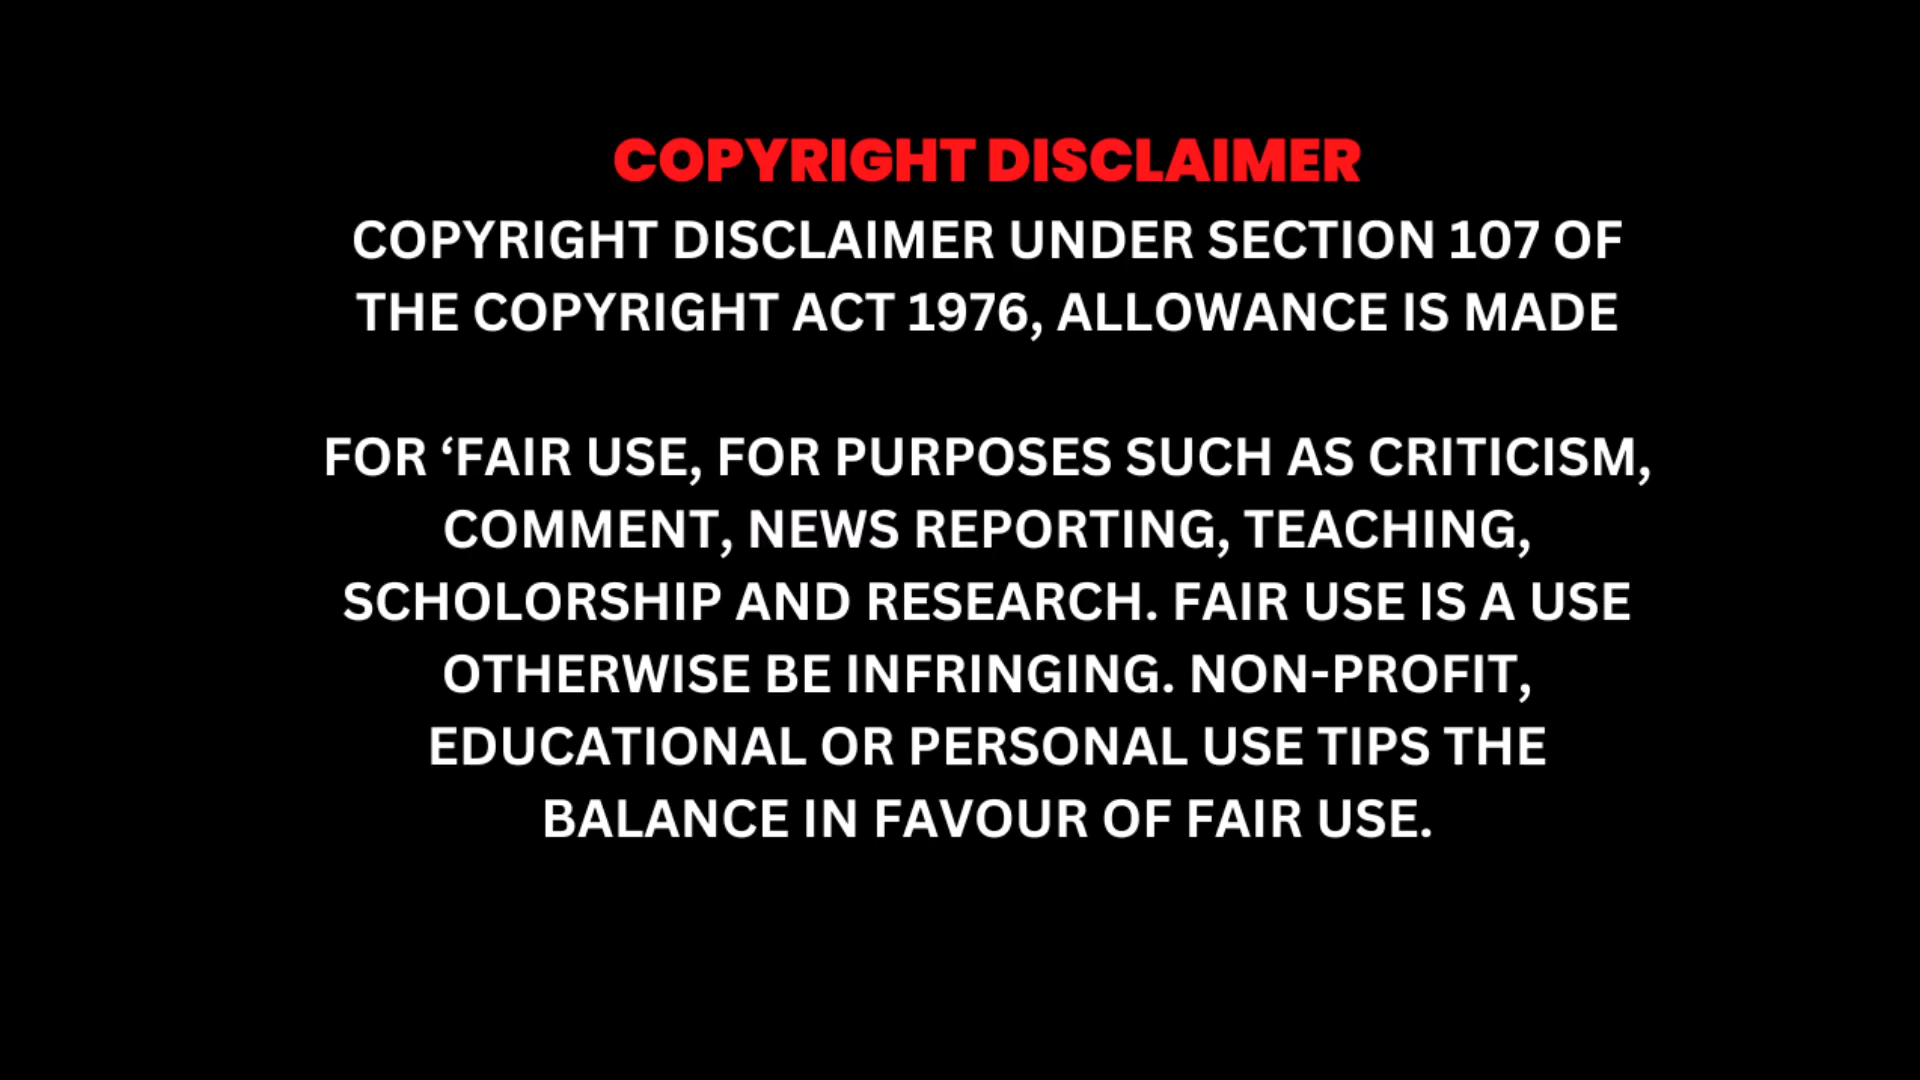 COPYRIGHT DISCLAIMER
COPYRIGHT DISCLAIMER UNDER SECTION 107 OF
THE COPYRIGHT ACT 1976, ALLOWANCE IS MADE
FOR ‘FAIR USE, FOR PURPOSES SUCH AS CRITICISM,
COMMENT, NEWS REPORTING, TEACHING,
SCHOLORSHIP AND RESEARCH. FAIR USE IS A USE
OTHERWISE BE INFRINGING. NON-PROFIT,
EDUCATIONAL OR PERSONAL USE TIPS THE
BALANCE IN FAVOUR OF FAIR USE.